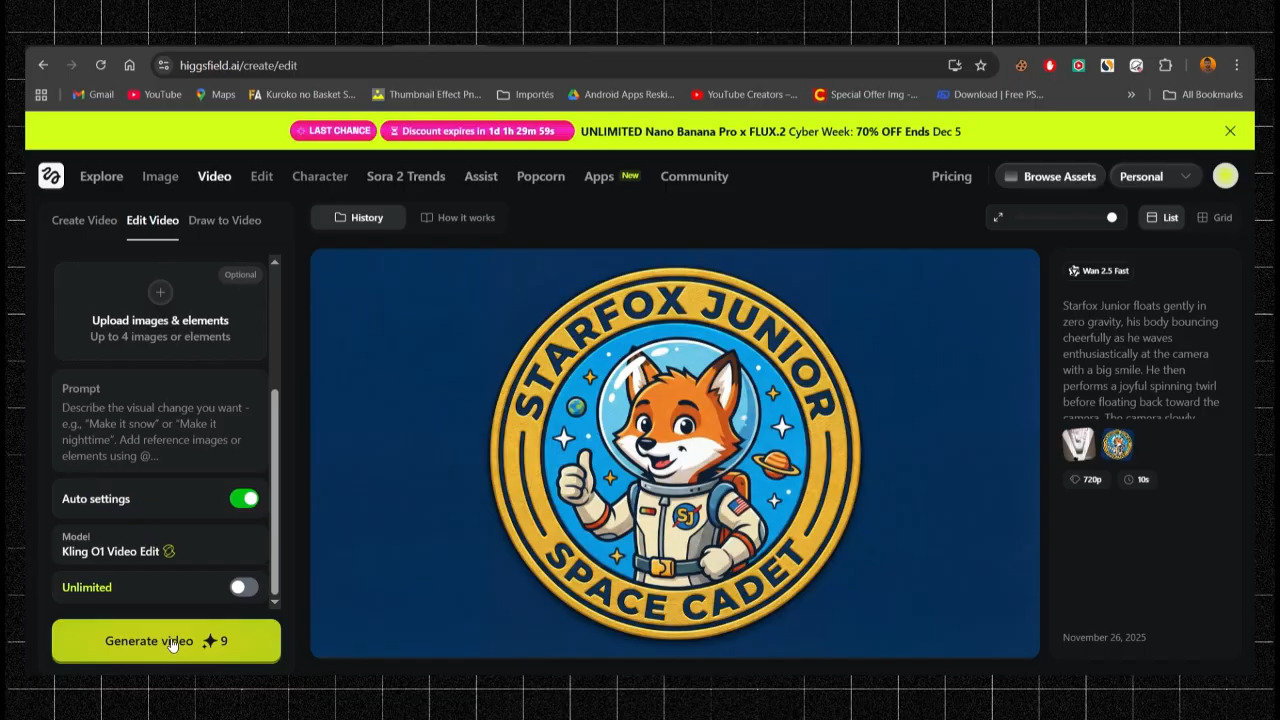 higgsfield.ai/create/edit
Gmail
YouTube
Maps
Kuroko no Basket S...
Thumbnail Effect Pn...
Importés
Android Apps Reski...
YouTube Creators –...
Special Offer Img -...
Download | Free PS...
»
All Bookmarks
LAST CHANCE
Discount expires in 1d 1h 29m 59s
UNLIMITED Nano Banana Pro x FLUX.2 Cyber Week: 70% OFF Ends Dec 5
Explore
Image
Video
Edit
Character
Sora 2 Trends
Assist
Popcorn
Apps New
Community
Pricing
Browse Assets
Personal
Create Video
Edit Video
Draw to Video
History
How it works
List
Grid
Optional
Upload images & elements
Up to 4 images or elements
Prompt
Describe the visual change you want -
e.g., "Make it snow" or "Make it
nighttime". Add reference images or
elements using @...
Auto settings
Model
Kling O1 Video Edit
Unlimited
Generate video 9
STARFOX JUNIOR
SJ
SPACE CADET
Wan 2.5 Fast
Starfox Junior floats gently in
zero gravity, his body bouncing
cheerfully as he waves
enthusiastically at the camera
with a big smile. He then
performs a joyful spinning twirl
before floating back toward the
camera. The camera slowly
720p
10s
November 26, 2025